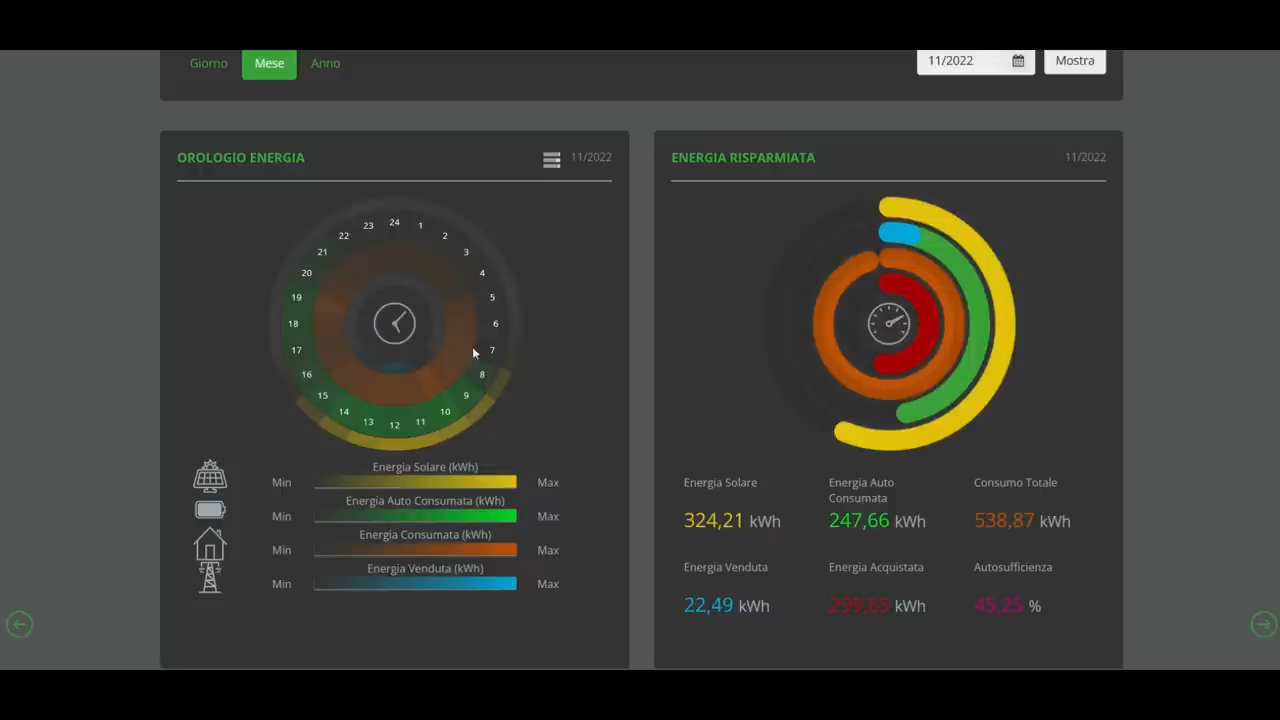 Giorno Mese Anno 11/2022 Mostra
OROLOGIO ENERGIA 11/2022
24
23 1
22 2
21 3
20 4
19 5
18 6
17 7
16 8
15 9
14 10
13 12 11
Energia Solare (kWh)
Min Max
Energia Auto Consumata (kWh)
Min Max
Energia Consumata (kWh)
Min Max
Energia Venduta (kWh)
Min Max
ENERGIA RISPARMIATA 11/2022
Energia Solare
324,21 kWh
Energia Auto
Consumata
247,66 kWh
Consumo Totale
538,87 kWh
Energia Venduta
22,49 kWh
Energia Acquistata
299,65 kWh
Autosufficienza
45,25 %